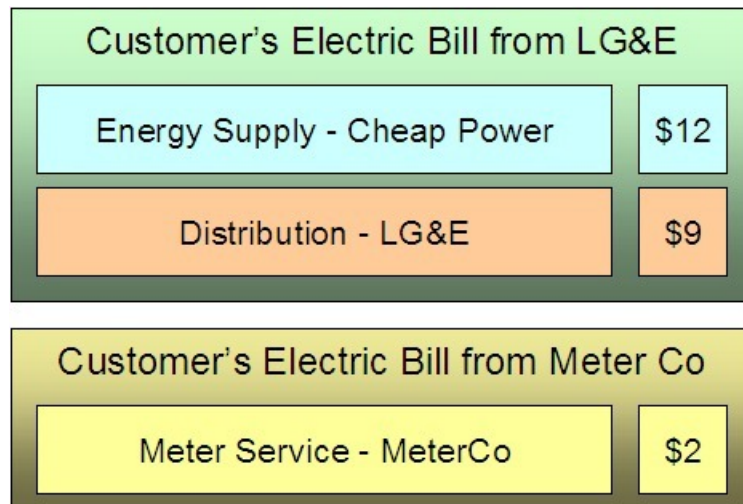 Customer's Electric Bill from LG&E
Energy Supply - Cheap Power $12
Distribution - LG&E $9
Customer's Electric Bill from Meter Co
Meter Service - MeterCo $2